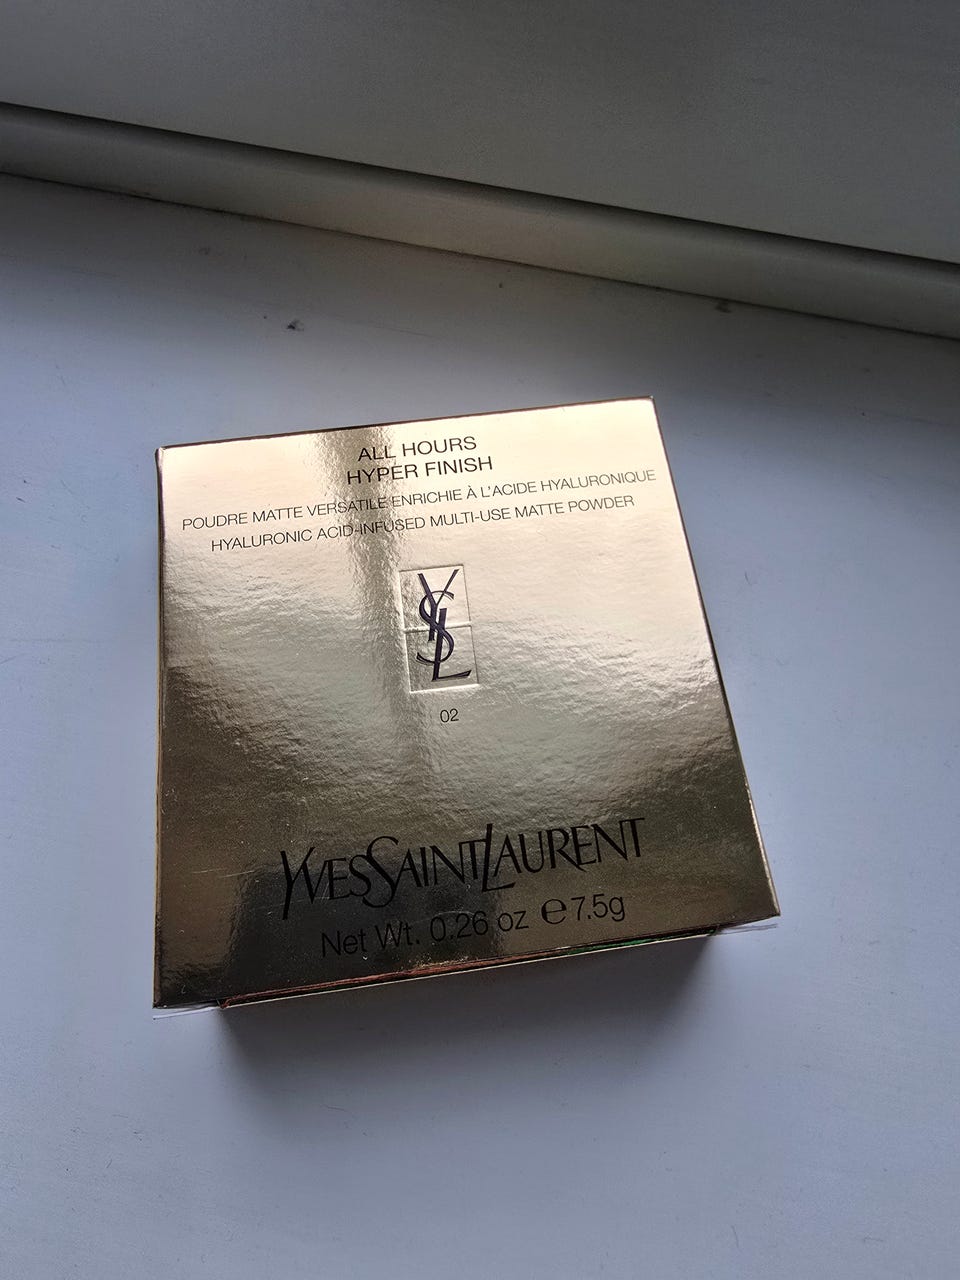 ALL HOURS
HYPER FINISH
POUDRE MATTE VERSATILE ENRICHIE À L'ACIDE HYALURONIQUE
HYALURONIC ACID-INFUSED MULTI-USE MATTE POWDER
YSL
02
YVESSAINTLAURENT
Net Wt. 0.26 oz ℮ 7.5g